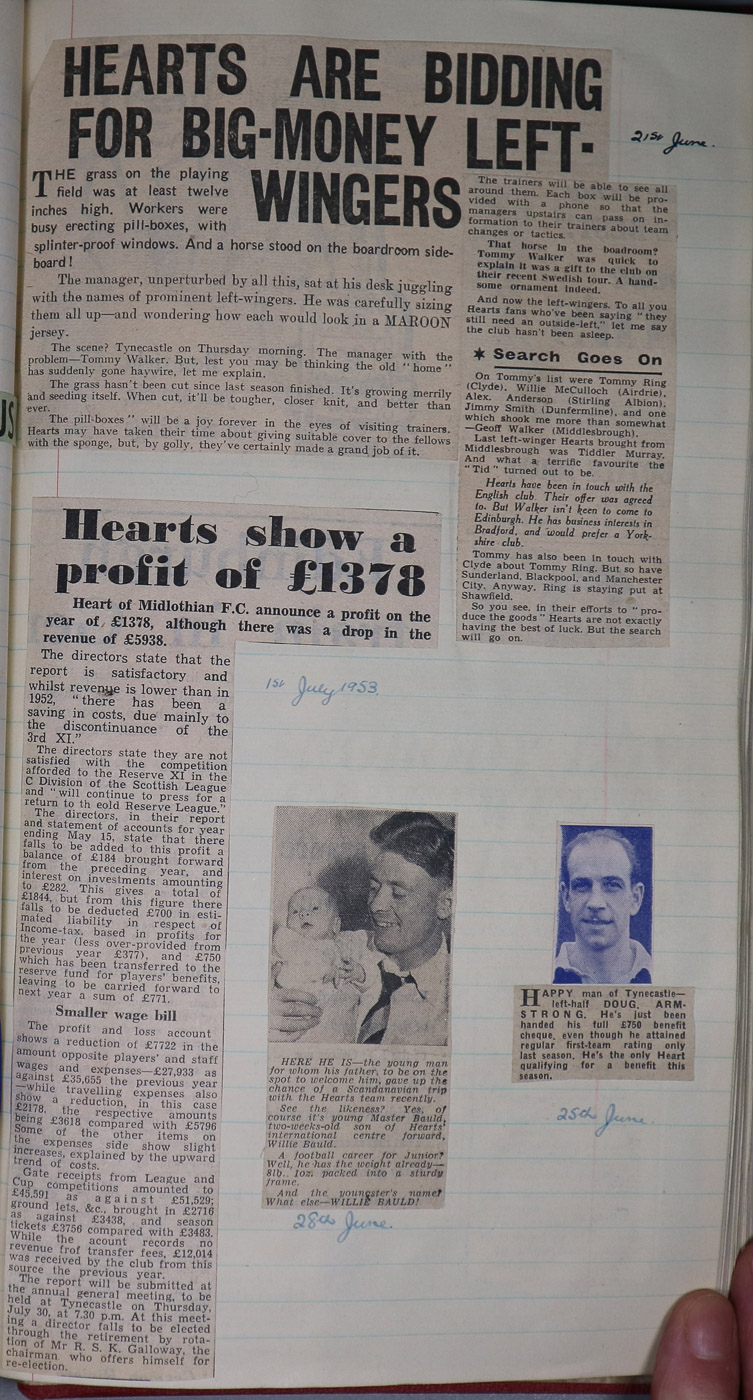 HEARTS ARE BIDDING
FOR BIG-MONEY LEFT-
WINGERS
21st June.
THE grass on the playing
field was at least twelve
inches high. Workers were
busy erecting pill-boxes, with
splinter-proof windows. And a horse stood on the boardroom side-
board!
The manager, unperturbed by all this, sat at his desk juggling
with the names of prominent left-wingers. He was carefully sizing
them all up—and wondering how each would look in a MAROON
jersey.
The scene? Tynecastle on Thursday morning. The manager with the
problem—Tommy Walker. But, lest you may be thinking the old "home"
has suddenly gone haywire, let me explain.
The grass hasn't been cut since last season finished. It's growing merrily
and seeding itself. When cut, it'll be tougher, closer knit, and better than
ever.
The pill-boxes" will be a joy forever in the eyes of visiting trainers.
Hearts may have taken their time about giving suitable cover to the fellows
with the sponge, but, by golly, they've certainly made a grand job of it.
The trainers will be able to see all
around them. Each box will be pro-
vided with a phone so that the
managers upstairs can pass on in-
formation to their trainers about team
changes or tactics.
That horse in the boardroom?
Tommy Walker was quick to
explain it was a gift to the club on
their recent Swedish tour. A hand-
some ornament indeed.
And now the left-wingers. To all you
Hearts fans who've been saying "they
still need an outside-left," let me say
the club hasn't been asleep.
★ Search Goes On
On Tommy's list were Tommy Ring
(Clyde), Willie McCulloch (Airdrie),
Alex. Anderson (Stirling Albion),
Jimmy Smith (Dunfermline), and one
which shook me more than somewhat
—Geoff Walker (Middlesbrough).
Last left-winger Hearts brought from
Middlesbrough was Tiddler Murray.
And what a terrific favourite the
"Tid" turned out to be.
Hearts have been in touch with the
English club. Their offer was agreed
to. But Walker isn't keen to come to
Edinburgh. He has business interests in
Bradford, and would prefer a York-
shire club.
Tommy has also been in touch with
Clyde about Tommy Ring. But so have
Sunderland, Blackpool, and Manchester
City. Anyway, Ring is staying put at
Shawfield.
So you see, in their efforts to "pro-
duce the goods" Hearts are not exactly
having the best of luck. But the search
will go on.
US
Hearts show a
profit of £1378
Heart of Midlothian F.C. announce a profit on the
year of £1378, although there was a drop in the
revenue of £5938.
The directors state that the
report is satisfactory and
whilst revenue is lower than in
1952, "there has been a
saving in costs, due mainly to
the discontinuance of the
3rd XI."
The directors state they are not
satisfied with the competition
afforded to the Reserve XI in the
C Division of the Scottish League
and "will continue to press for a
return to th eold Reserve League."
The directors, in their report
and statement of accounts for year
ending May 15, state that there
falls to be added to this profit a
balance of £184 brought forward
from the preceding year, and
interest on investments amounting
to £282. This gives a total of
£1844, but from this figure there
falls to be deducted £700 in esti-
mated liability in respect of
Income-tax, based in profits for
the year (less over-provided from
previous year £377), and £750
which has been transferred to the
reserve fund for players' benefits,
leaving to be carried forward to
next year a sum of £771.
Smaller wage bill
The profit and loss account
shows a reduction of £7722 in the
amount opposite players' and staff
wages and expenses—£27,933 as
against £35,655 the previous year
—while travelling expenses also
show a reduction, in this case
£2178, the respective amounts
being £3618 compared with £5796
Some of the other items on
the expenses side show slight
increases, explained by the upward
trend of costs.
Gate receipts from League and
Cup competitions amounted to
£45,591 as against £51,529;
ground lets, &c., brought in £2716
as against £3438, and season
tickets £3756 compared with £3483.
While the acount records no
revenue frof transfer fees, £12,014
was received by the club from this
source the previous year.
The report will be submitted at
the annual general meeting, to be
held at Tynecastle on Thursday,
July 30, at 7.30 p.m. At this meet-
ing a director falls to be elected
through the retirement by rota-
tion of Mr R. S. K. Galloway, the
chairman who offers himself for
re-election.
1st July 1953.
HERE HE IS—the young man
for whom his father, to be on the
spot to welcome him, gave up the
chance of a Scandanavian trip
with the Hearts team recently.
See the likeness? Yes, of
course it's young Master Bauld,
two-weeks-old son of Hearts'
international centre forward,
Willie Bauld.
A football career for Junior?
Well, he has the weight already—
8lb. 1oz. packed into a sturdy
frame.
And the youngster's name?
What else—WILLIE BAULD!
28th June.
HAPPY man of Tynecastle—
left-half DOUG. ARM-
STRONG. He's just been
handed his full £750 benefit
cheque, even though he attained
regular first-team rating only
last season. He's the only Heart
qualifying for a benefit this
season.
25th June.